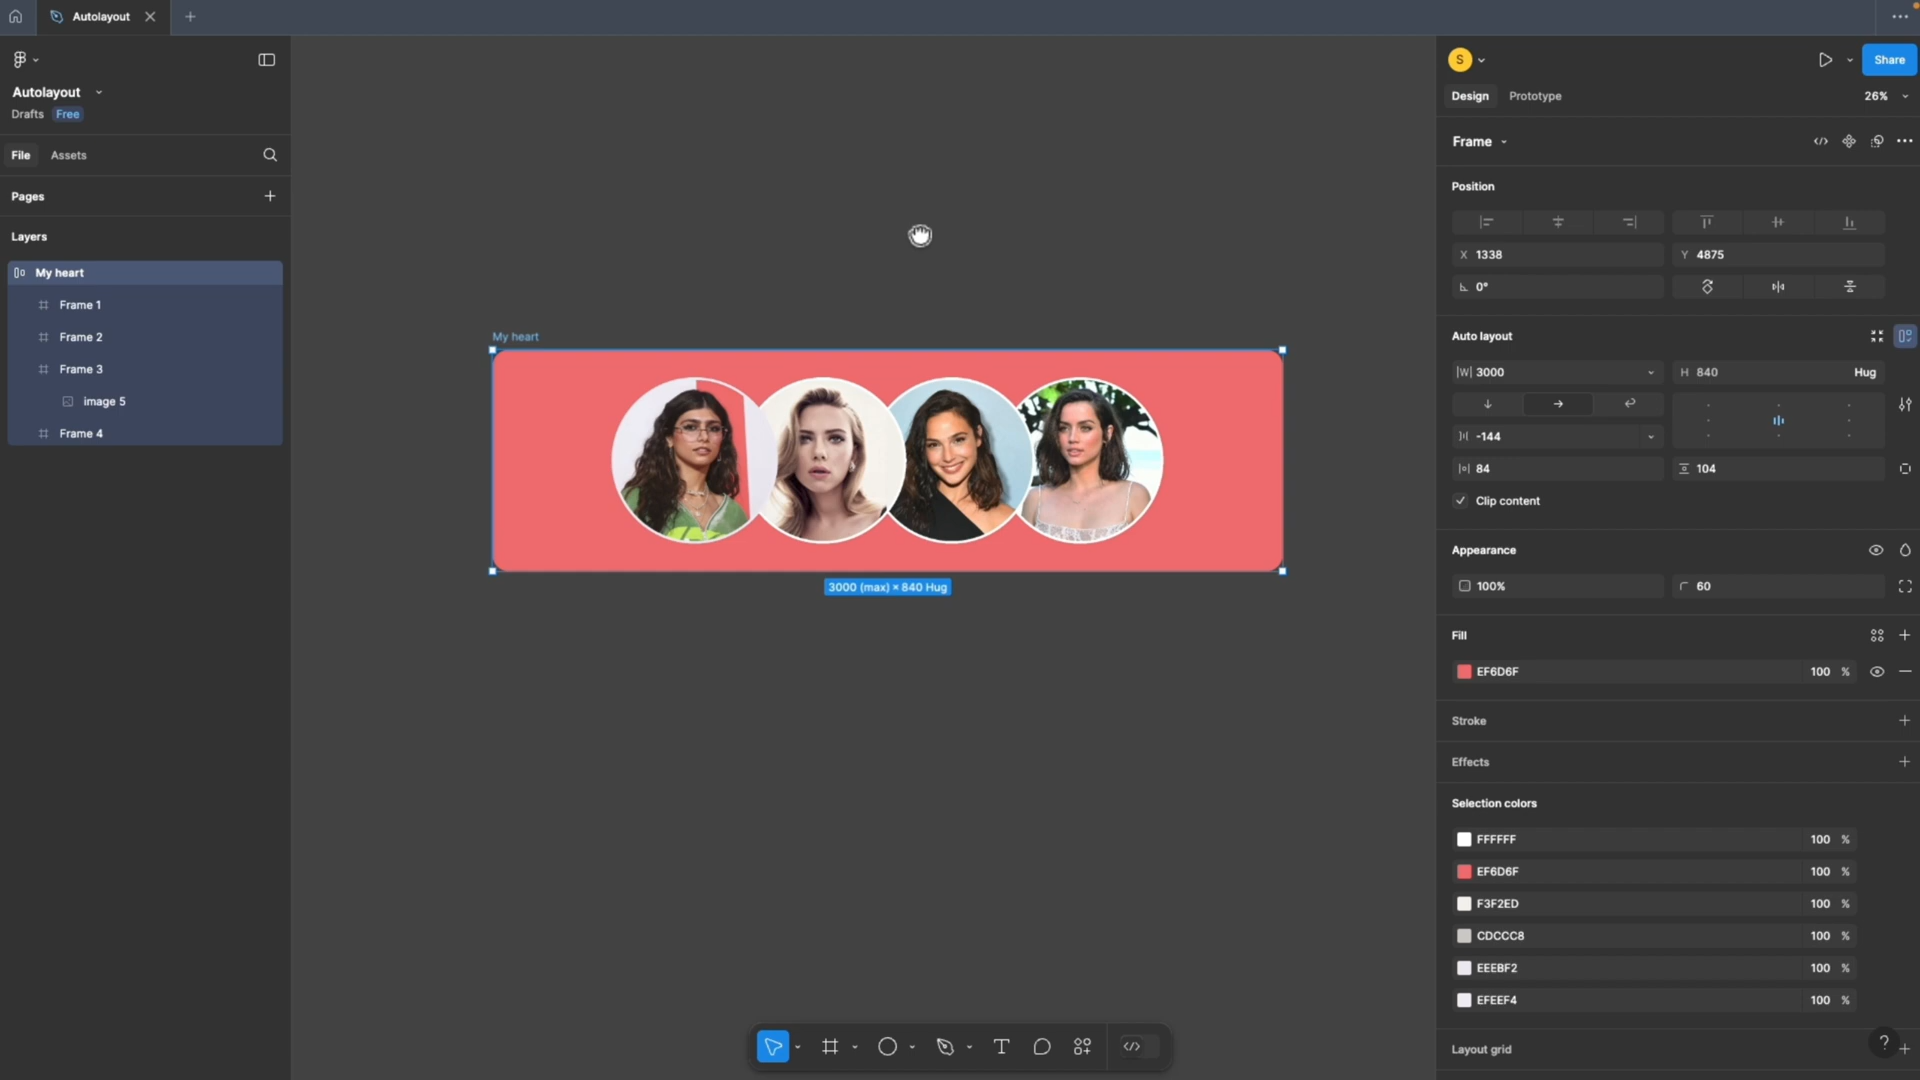 Autolayout
Autolayout
Drafts Free
File Assets
Pages
Layers
My heart
Frame 1
Frame 2
Frame 3
image 5
Frame 4
My heart
3000 (max) × 840 Hug
S
Share
Design Prototype 26%
Frame
Position
X 1338 Y 4875
0°
Auto layout
W 3000 H 840 Hug
-144
84 104
Clip content
Appearance
100% 60
Fill
EF6D6F 100 %
Stroke
Effects
Selection colors
FFFFFF 100 %
EF6D6F 100 %
F3F2ED 100 %
CDCCC8 100 %
EEEBF2 100 %
EFEEF4 100 %
Layout grid
?